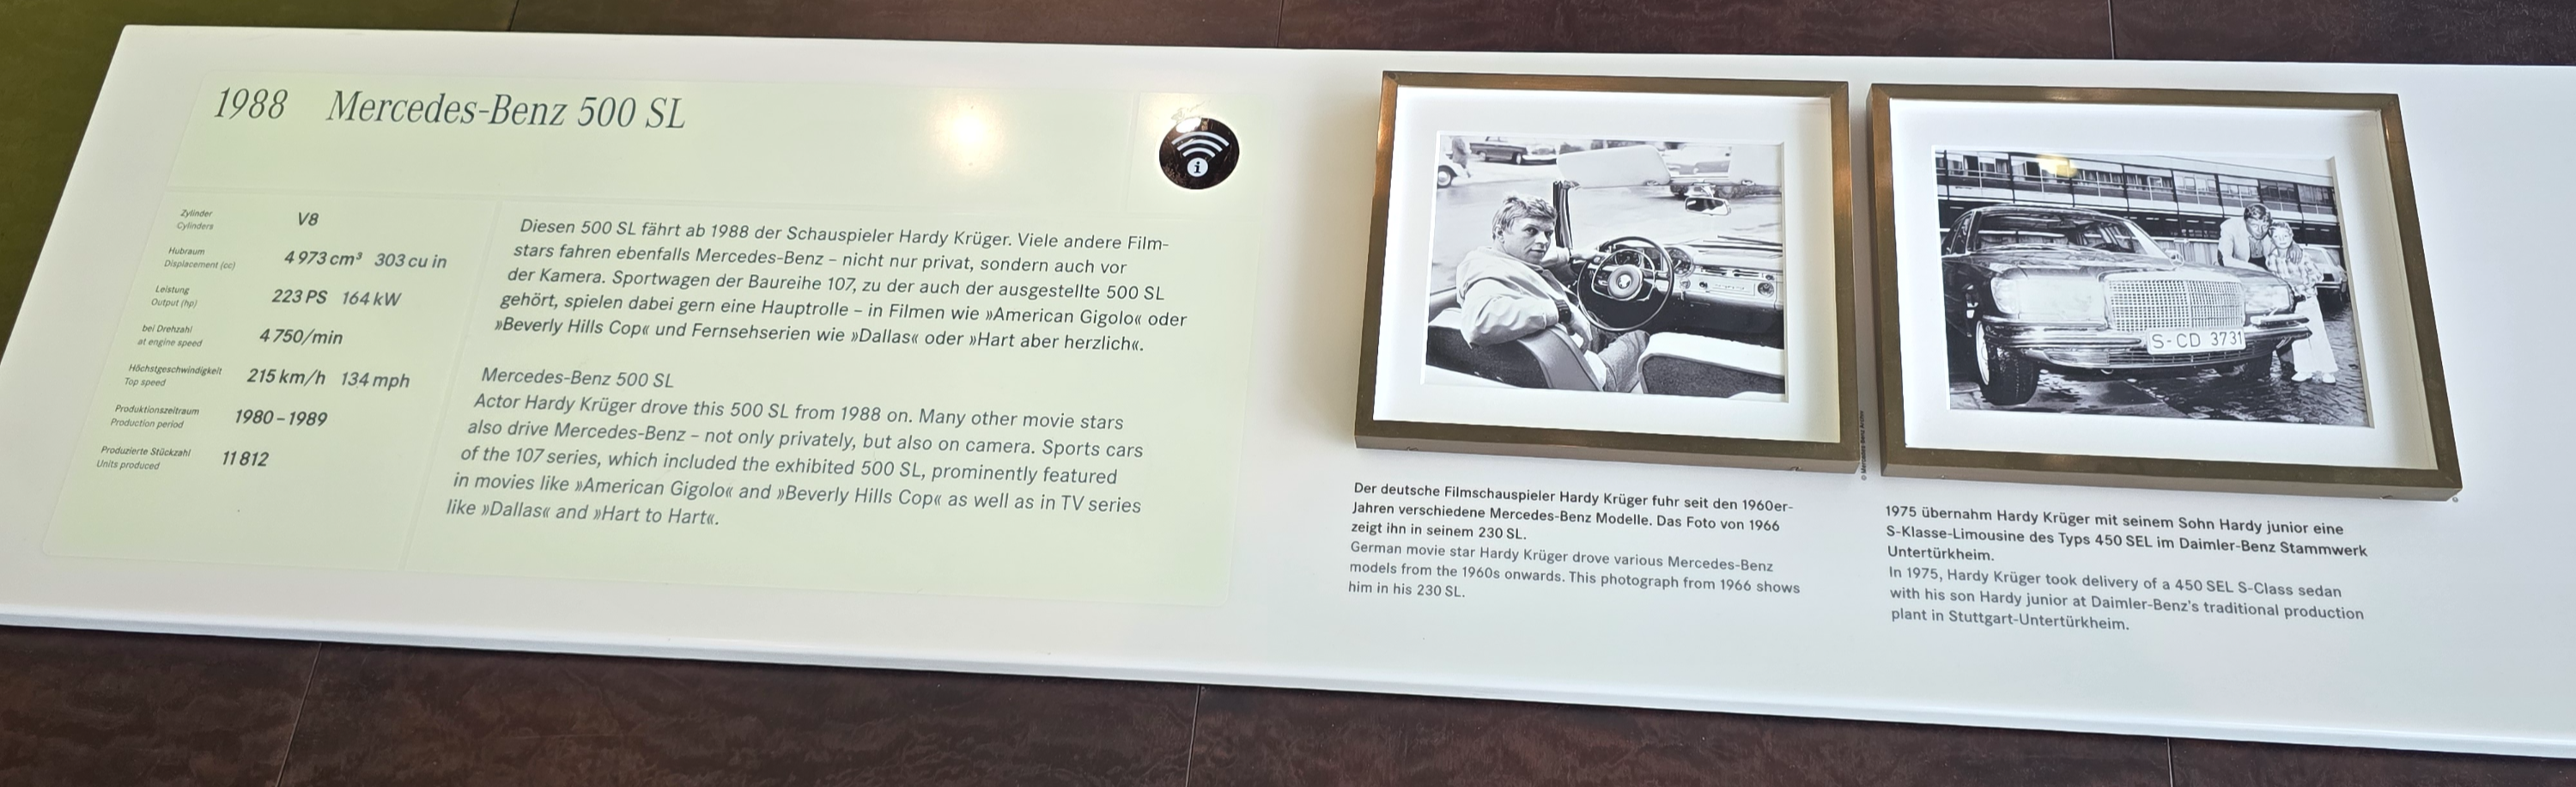 1988 Mercedes-Benz 500 SL
i
Zylinder
Cylinders
V8
Hubraum
Displacement (cc)
4 973 cm³ 303 cu in
Leistung
Output (hp)
223 PS 164 kW
bei Drehzahl
at engine speed
4 750/min
Höchstgeschwindigkeit
Top speed
215 km/h 134 mph
Produktionszeitraum
Production period
1980 – 1989
Produzierte Stückzahl
Units produced
11 812
Diesen 500 SL fährt ab 1988 der Schauspieler Hardy Krüger. Viele andere Film-
stars fahren ebenfalls Mercedes-Benz – nicht nur privat, sondern auch vor
der Kamera. Sportwagen der Baureihe 107, zu der auch der ausgestellte 500 SL
gehört, spielen dabei gern eine Hauptrolle – in Filmen wie »American Gigolo« oder
»Beverly Hills Cop« und Fernsehserien wie »Dallas« oder »Hart aber herzlich«.
Mercedes-Benz 500 SL
Actor Hardy Krüger drove this 500 SL from 1988 on. Many other movie stars
also drive Mercedes-Benz – not only privately, but also on camera. Sports cars
of the 107 series, which included the exhibited 500 SL, prominently featured
in movies like »American Gigolo« and »Beverly Hills Cop« as well as in TV series
like »Dallas« and »Hart to Hart«.
S-CD 3731
© Mercedes-Benz Archive
Der deutsche Filmschauspieler Hardy Krüger fuhr seit den 1960er-
Jahren verschiedene Mercedes-Benz Modelle. Das Foto von 1966
zeigt ihn in seinem 230 SL.
German movie star Hardy Krüger drove various Mercedes-Benz
models from the 1960s onwards. This photograph from 1966 shows
him in his 230 SL.
1975 übernahm Hardy Krüger mit seinem Sohn Hardy junior eine
S-Klasse-Limousine des Typs 450 SEL im Daimler-Benz Stammwerk
Untertürkheim.
In 1975, Hardy Krüger took delivery of a 450 SEL S-Class sedan
with his son Hardy junior at Daimler-Benz's traditional production
plant in Stuttgart-Untertürkheim.